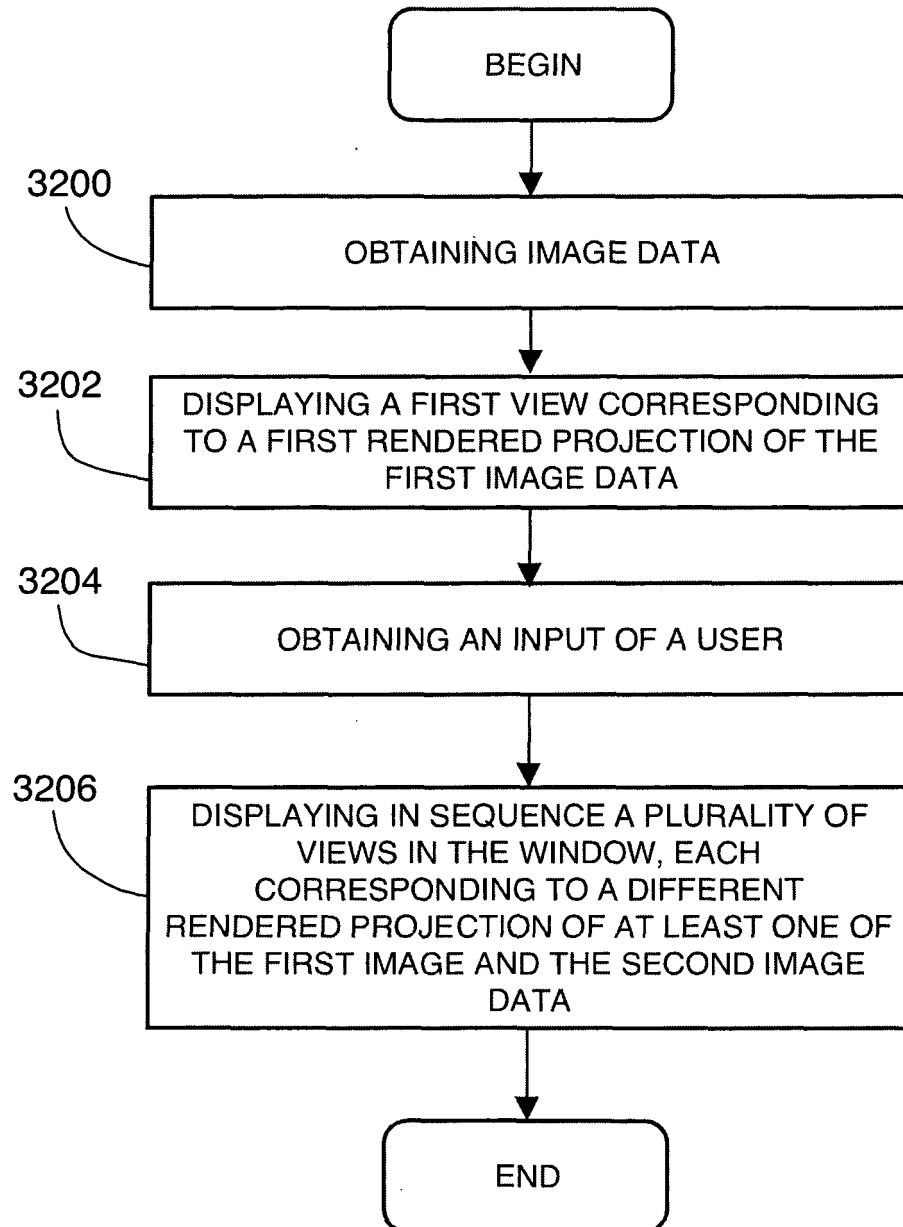 BEGIN
3200
OBTAINING IMAGE DATA
3202
DISPLAYING A FIRST VIEW CORRESPONDING
TO A FIRST RENDERED PROJECTION OF THE
FIRST IMAGE DATA
3204
OBTAINING AN INPUT OF A USER
3206
DISPLAYING IN SEQUENCE A PLURALITY OF
VIEWS IN THE WINDOW, EACH
CORRESPONDING TO A DIFFERENT
RENDERED PROJECTION OF AT LEAST ONE OF
THE FIRST IMAGE AND THE SECOND IMAGE
DATA
END